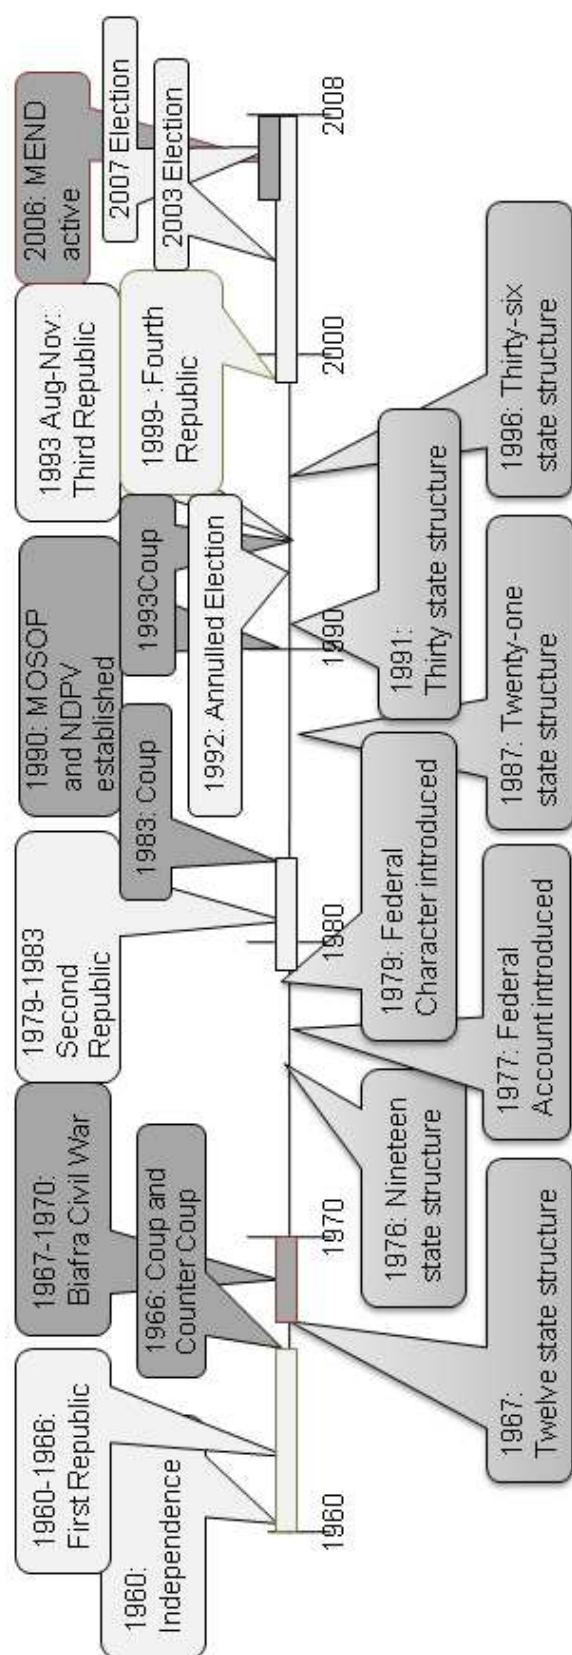 1960-1966:
First Republic
1960:
Independence
1967-1970:
Biafra Civil War
1966: Coup and
Counter Coup
1979-1983
Second
Republic
1983: Coup
1990: MOSOP
and NDPV
established
1993Coup
1992: Annulled Election
1993 Aug-Nov:
Third Republic
1999- :Fourth
Republic
2006: MEND
active
2007 Election
2003 Election
1960
1970
1980
1990
2000
2008
1967:
Twelve state structure
1976: Nineteen
state structure
1977: Federal
Account introduced
1979: Federal
Character introduced
1987: Twenty-one
state structure
1991:
Thirty state structure
1996: Thirty-six
state structure